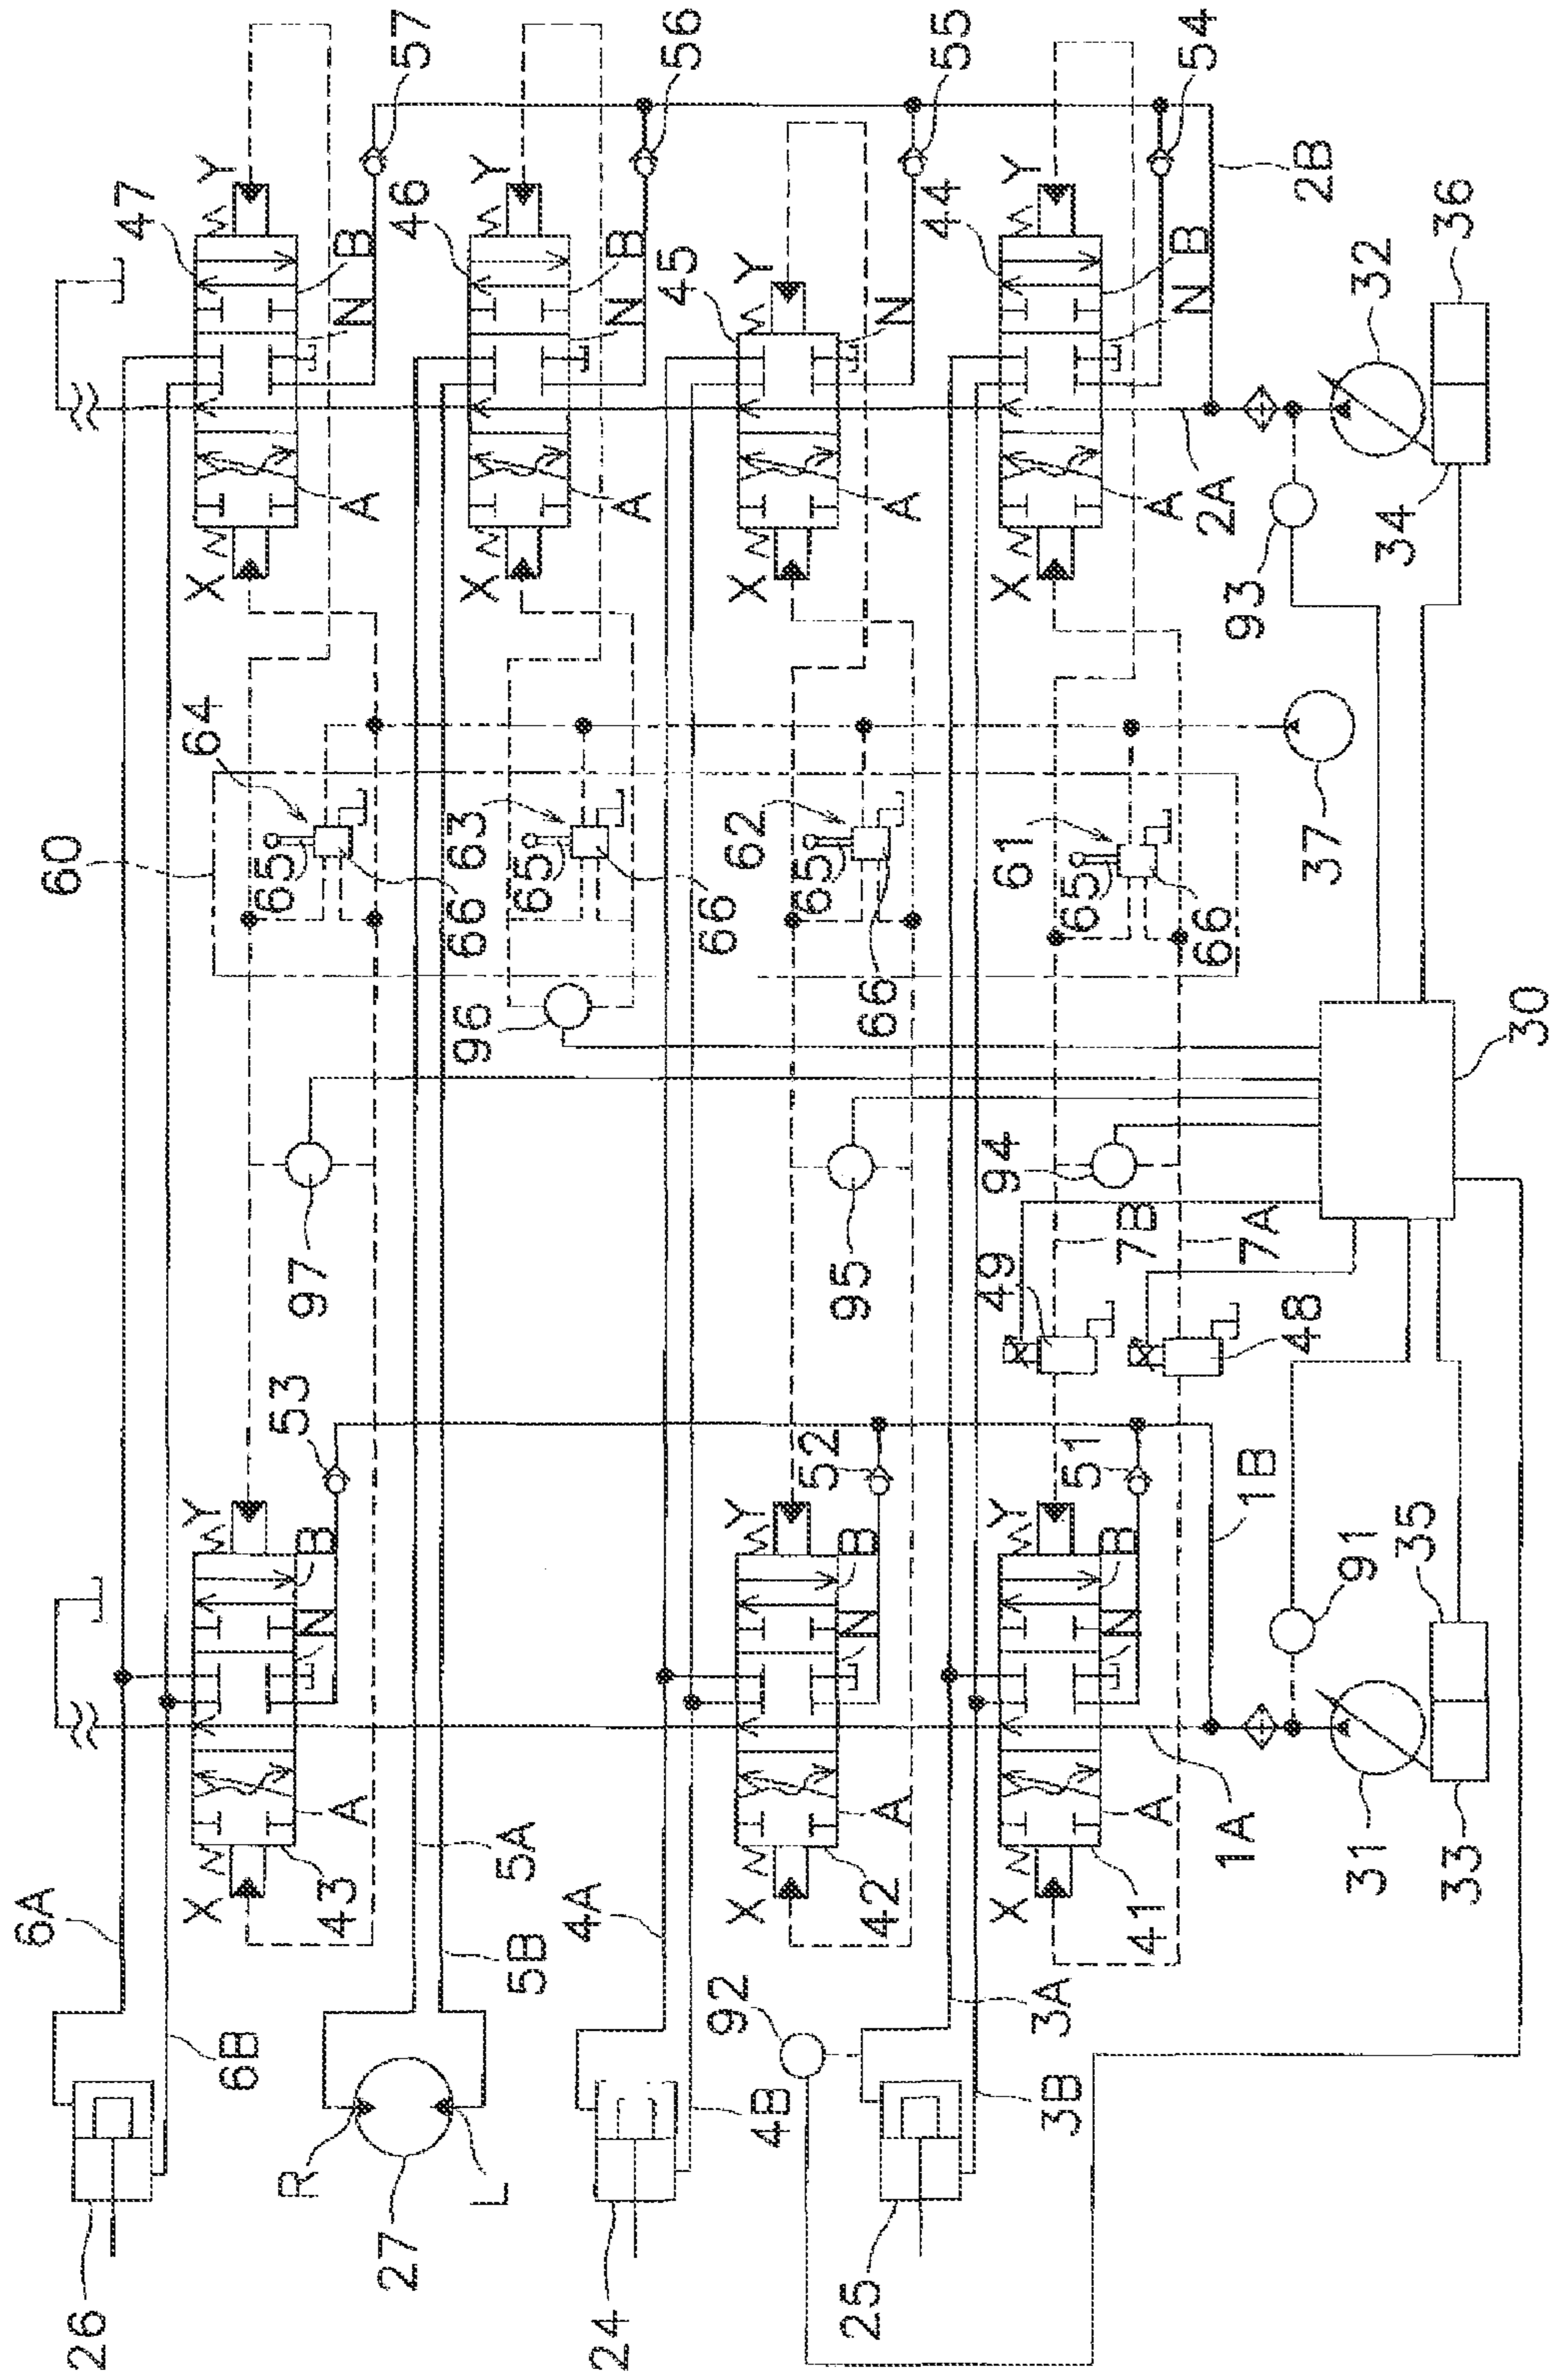 6A
60
26
47
X
Y
64
X
Y
6B
R
53
65
97
B
N
43
A
A
N
B
27
46
57
96
66
63
X
Y
L
5A
5B
65
4A
24
A
N
B
45
56
92
66
X
Y
62
X
Y
4B
52
65
25
95
N
B
42
A
66
A
N
44
55
49
94
X
Y
61
X
Y
3A
3B
51
65
N
B
41
A
7B
66
A
N
B
54
2A
1A
1B
7A
93
48
37
2B
31
91
34
32
33
35
36
30